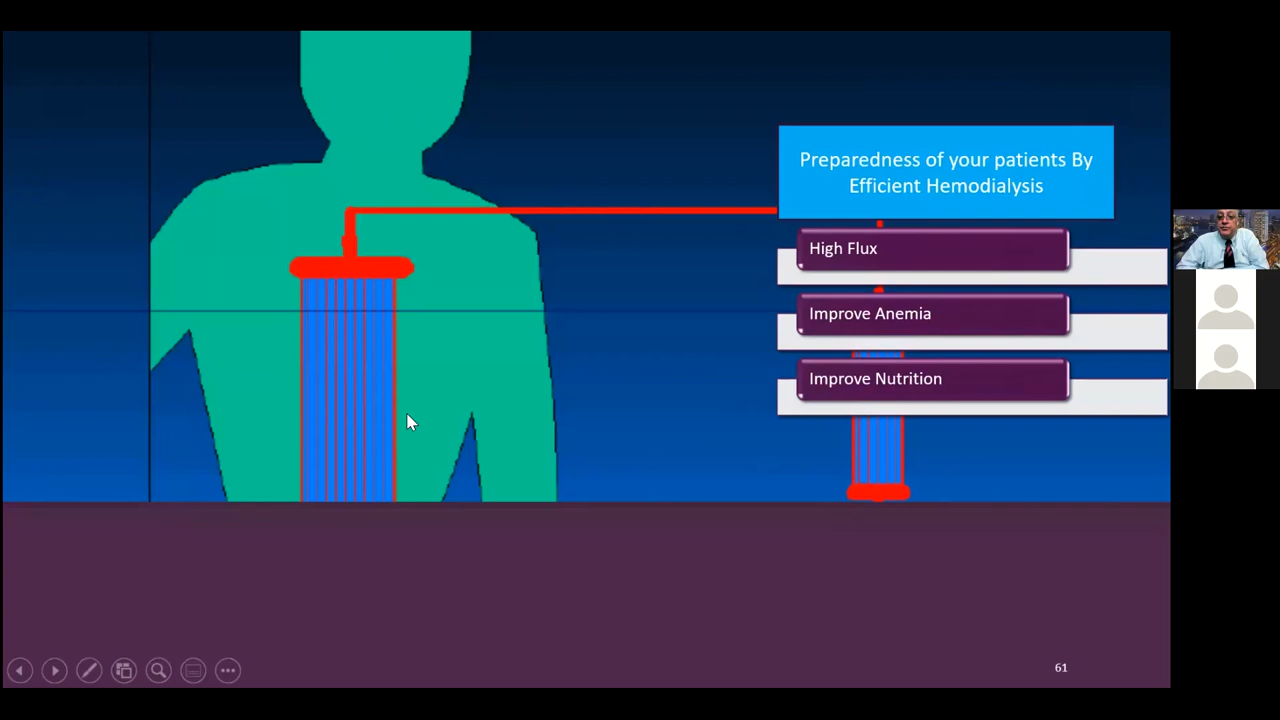 Preparedness of your patients By
Efficient Hemodialysis
High Flux
Improve Anemia
Improve Nutrition
61